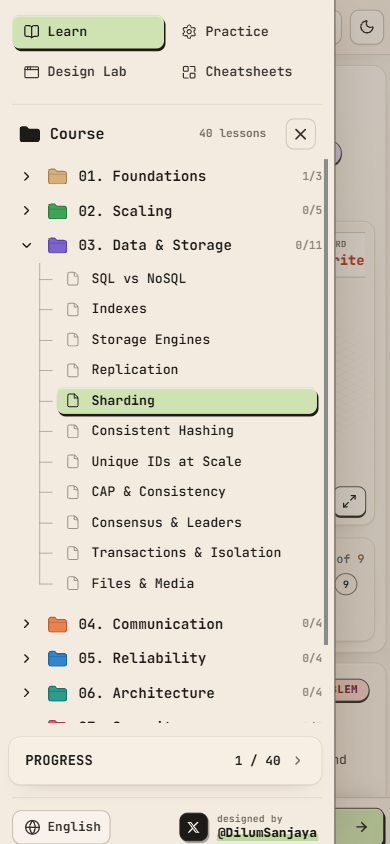 Learn
Practice
Design Lab
Cheatsheets
Course
40 lessons
01. Foundations
1/3
02. Scaling
0/5
03. Data & Storage
0/11
SQL vs NoSQL
Indexes
Storage Engines
Replication
Sharding
Consistent Hashing
Unique IDs at Scale
CAP & Consistency
Consensus & Leaders
Transactions & Isolation
Files & Media
04. Communication
0/4
05. Reliability
0/4
06. Architecture
0/4
PROGRESS
1 / 40
English
designed by
@DilumSanjaya
of 9
9